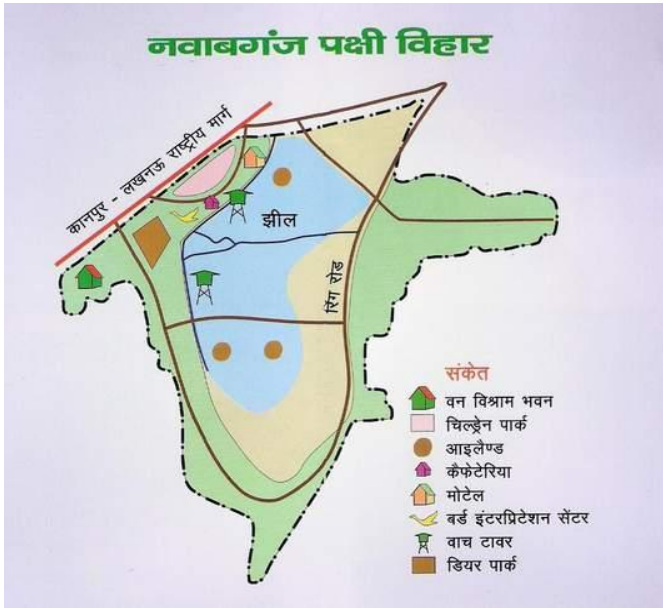 नवाबगंज पक्षी विहार
कानपुर - लखनऊ राष्ट्रीय मार्ग
झील
रिंग रोड
संकेत
वन विश्राम भवन
चिल्ड्रेन पार्क
आइलैण्ड
कैफेटेरिया
मोटेल
बर्ड इंटरप्रिटेशन सेंटर
वाच टावर
डियर पार्क